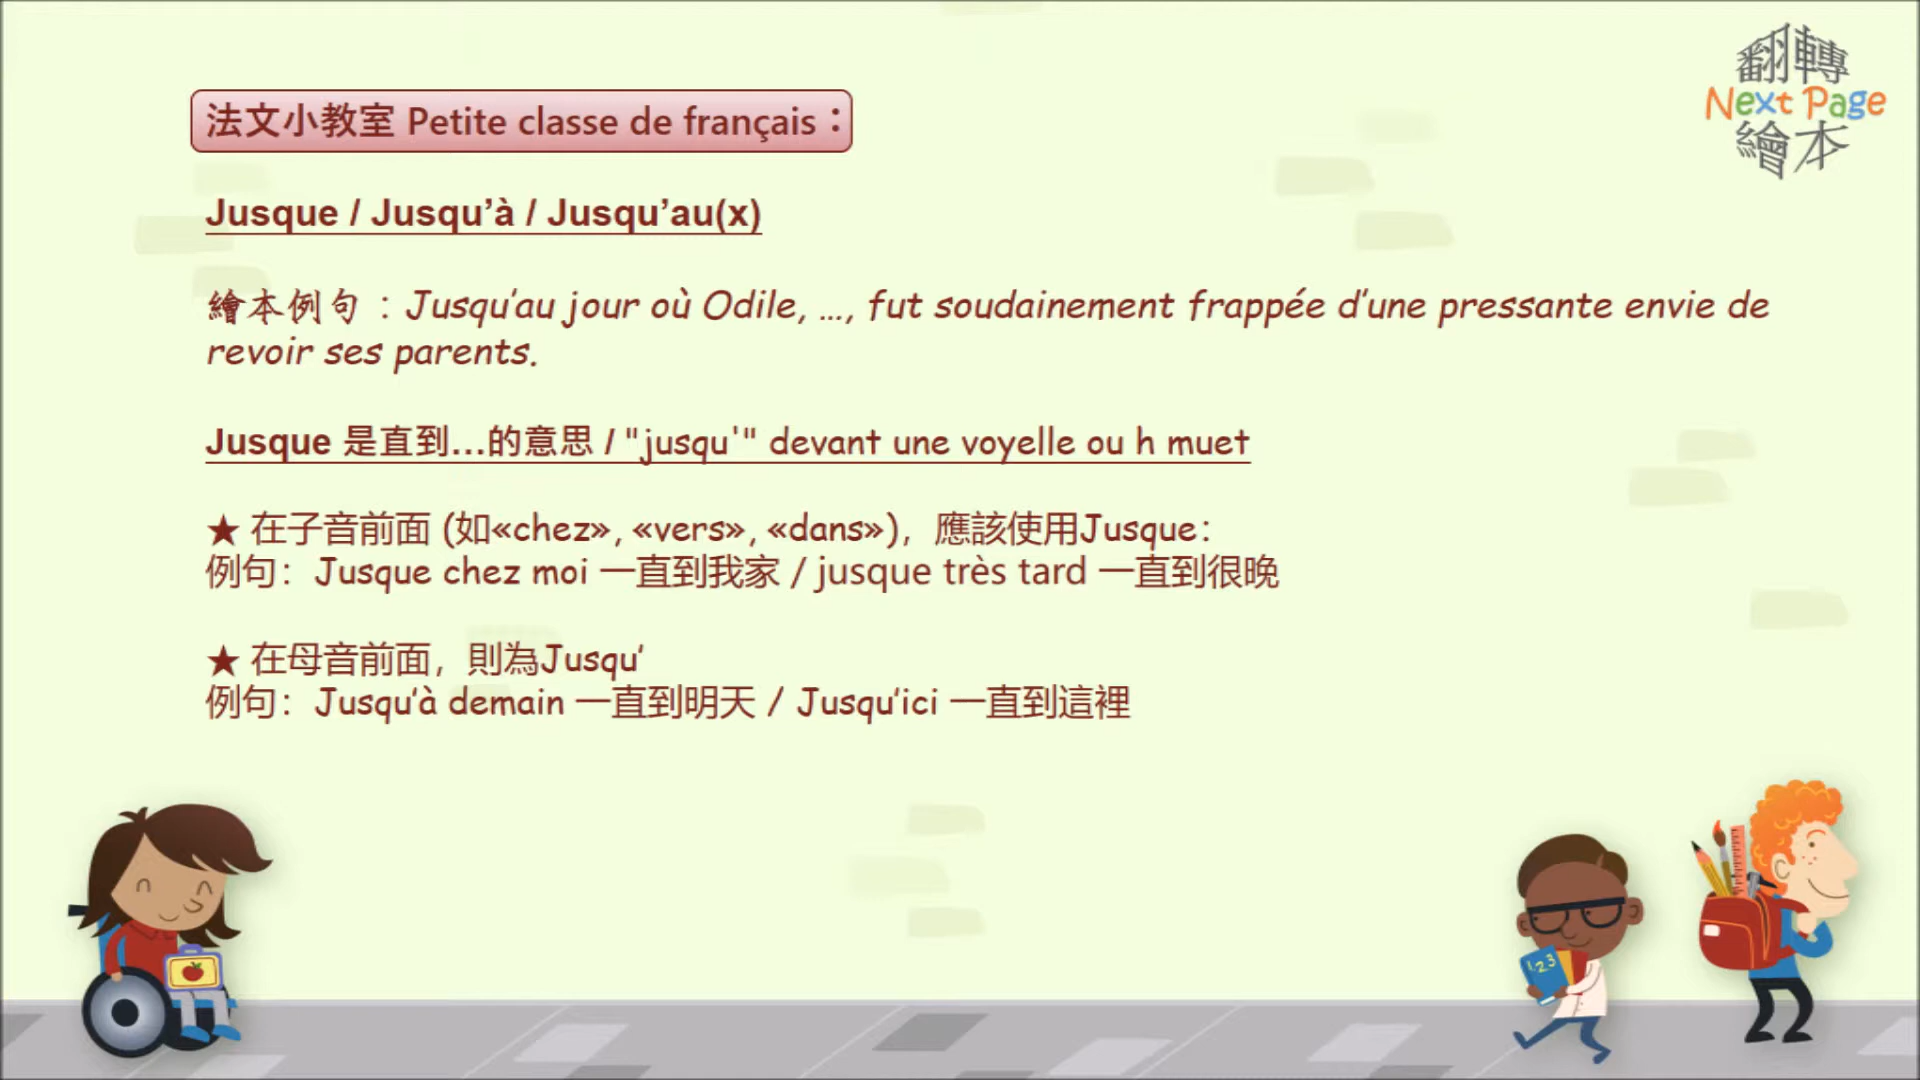 翻轉
Next Page
繪本
法文小教室 Petite classe de français：
Jusque / Jusqu’à / Jusqu’au(x)
繪本例句：Jusqu’au jour où Odile, …, fut soudainement frappée d’une pressante envie de
revoir ses parents.
Jusque 是直到…的意思 / "jusqu'" devant une voyelle ou h muet
★ 在子音前面 (如«chez», «vers», «dans»)，應該使用Jusque：
例句：Jusque chez moi 一直到我家 / jusque très tard 一直到很晚
★ 在母音前面，則為Jusqu’
例句：Jusqu’à demain 一直到明天 / Jusqu’ici 一直到這裡
123